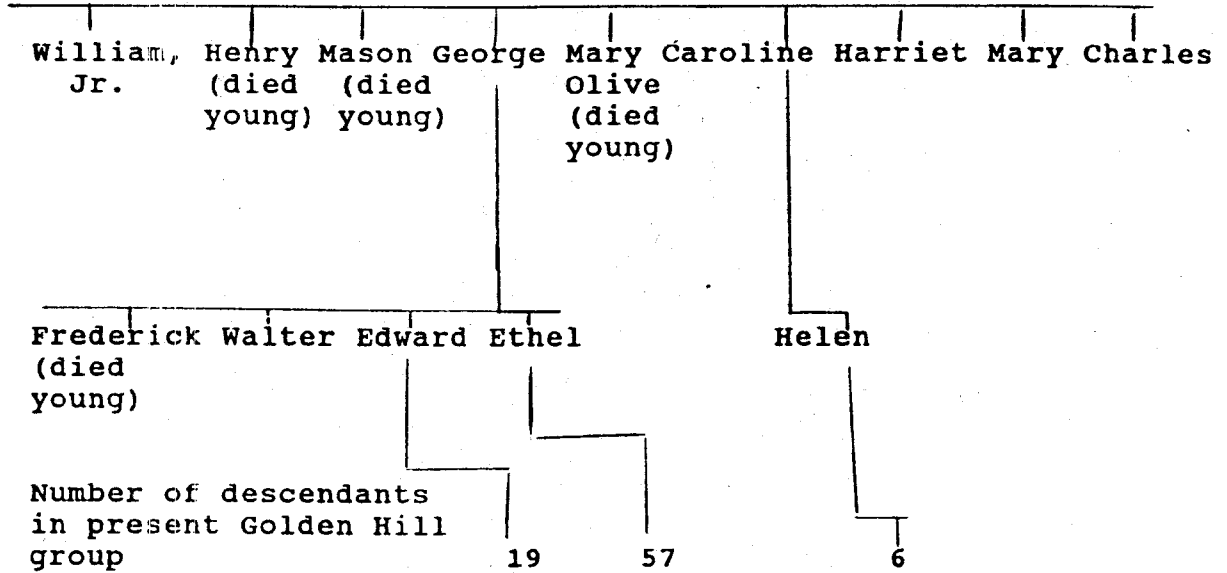 William, Henry Mason George Mary Caroline Harriet Mary Charles
Jr. (died (died Olive
young) young) (died
young)
Frederick Walter Edward Ethel Helen
(died
young)
Number of descendants
in present Golden Hill
group 19 57 6